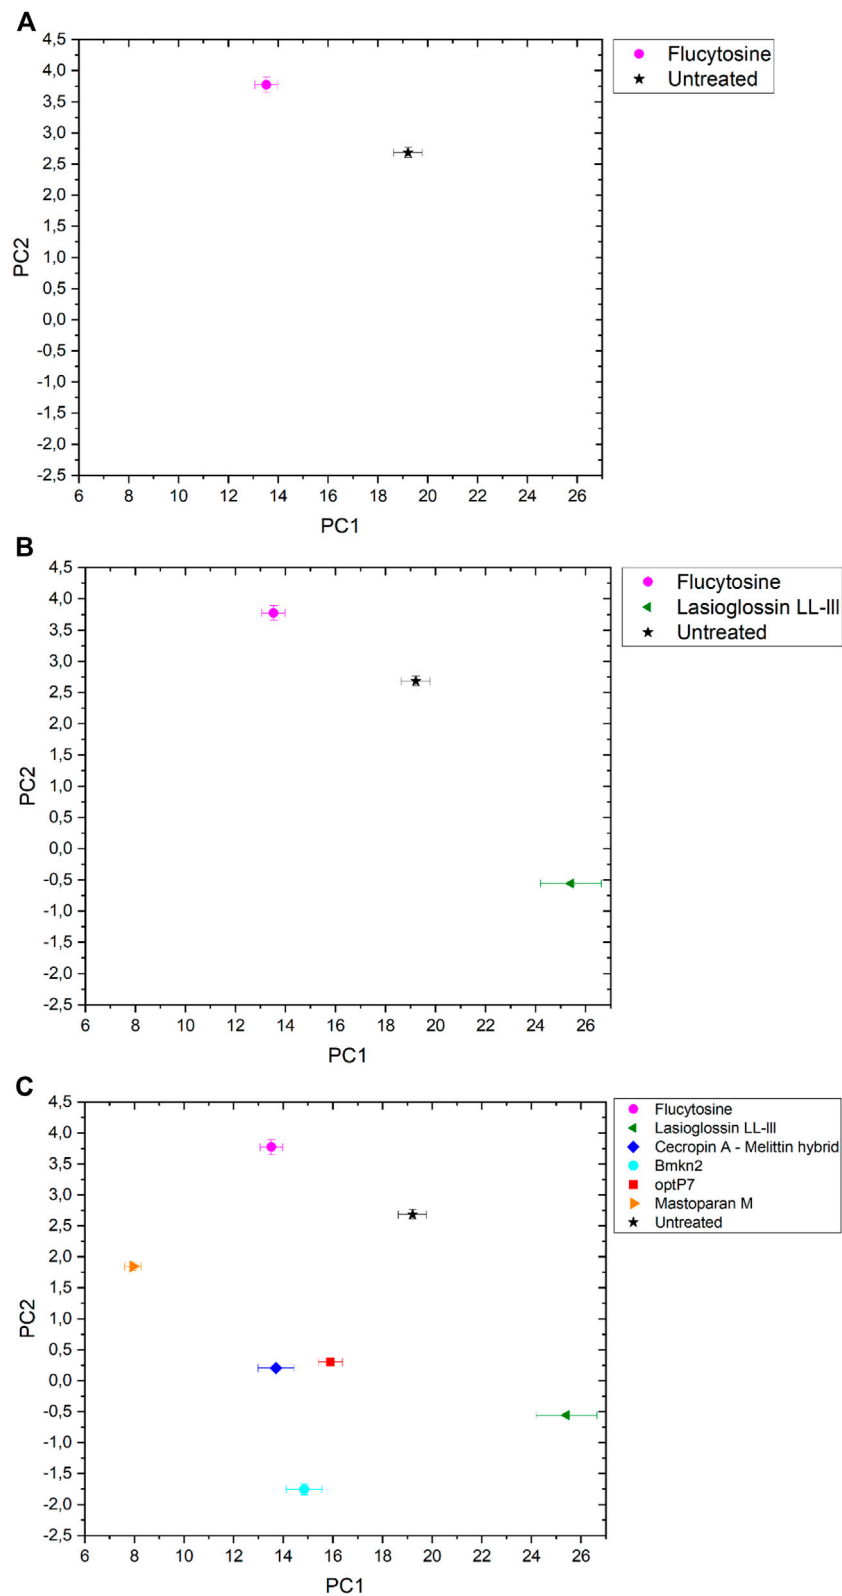 A
4,5
4,0
3,5
3,0
2,5
2,0
1,5
1,0
0,5
0,0
-0,5
-1,0
-1,5
-2,0
-2,5
PC2
6 8 10 12 14 16 18 20 22 24 26
PC1
Flucytosine
Untreated
B
4,5
4,0
3,5
3,0
2,5
2,0
1,5
1,0
0,5
0,0
-0,5
-1,0
-1,5
-2,0
-2,5
PC2
6 8 10 12 14 16 18 20 22 24 26
PC1
Flucytosine
Lasioglossin LL-III
Untreated
C
4,5
4,0
3,5
3,0
2,5
2,0
1,5
1,0
0,5
0,0
-0,5
-1,0
-1,5
-2,0
-2,5
PC2
6 8 10 12 14 16 18 20 22 24 26
PC1
Flucytosine
Lasioglossin LL-III
Cecropin A - Melittin hybrid
Bmkn2
optP7
Mastoparan M
Untreated